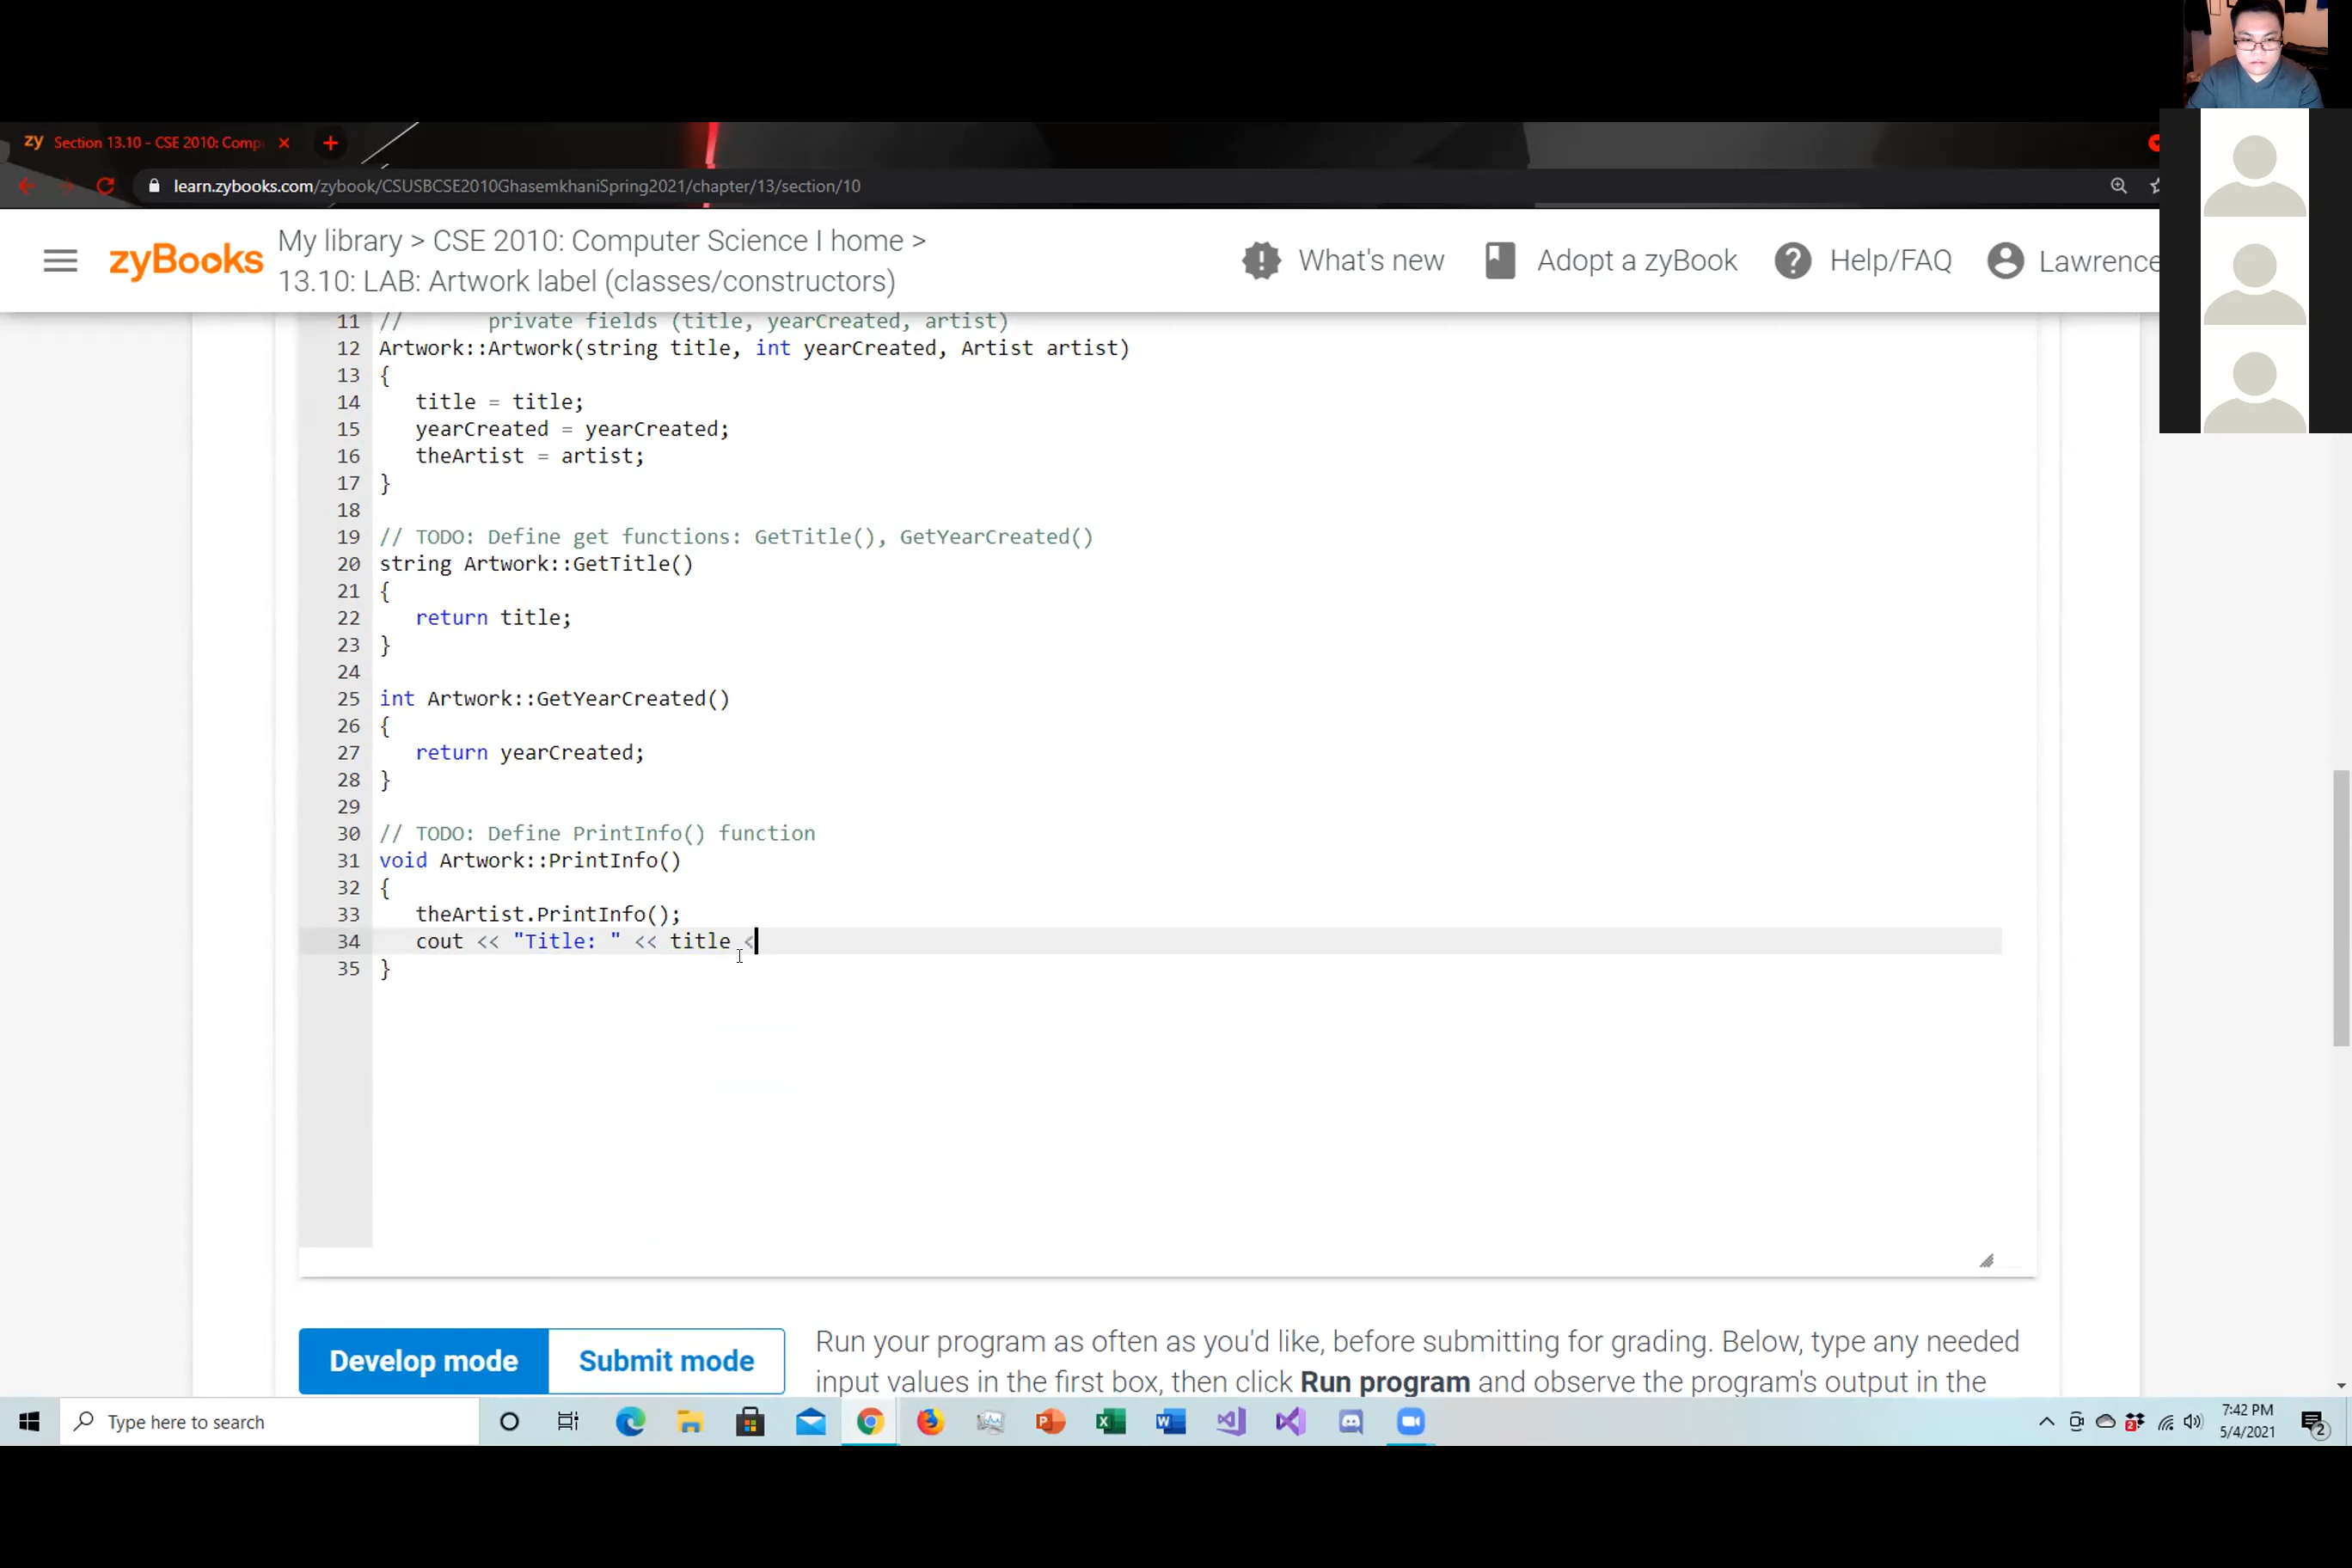 zy Section 13.10 - CSE 2010: Comp
learn.zybooks.com/zybook/CSUSBCSE2010GhasemkhaniSpring2021/chapter/13/section/10
zyBooks
My library > CSE 2010: Computer Science I home >
13.10: LAB: Artwork label (classes/constructors)
What's new
Adopt a zyBook
Help/FAQ
Lawrence
11 //       private fields (title, yearCreated, artist)
12 Artwork::Artwork(string title, int yearCreated, Artist artist)
13 {
14    title = title;
15    yearCreated = yearCreated;
16    theArtist = artist;
17 }
18
19 // TODO: Define get functions: GetTitle(), GetYearCreated()
20 string Artwork::GetTitle()
21 {
22    return title;
23 }
24
25 int Artwork::GetYearCreated()
26 {
27    return yearCreated;
28 }
29
30 // TODO: Define PrintInfo() function
31 void Artwork::PrintInfo()
32 {
33    theArtist.PrintInfo();
34    cout << "Title: " << title <
35 }
Develop mode
Submit mode
Run your program as often as you'd like, before submitting for grading. Below, type any needed
input values in the first box, then click Run program and observe the program's output in the
Type here to search
7:42 PM
5/4/2021
2